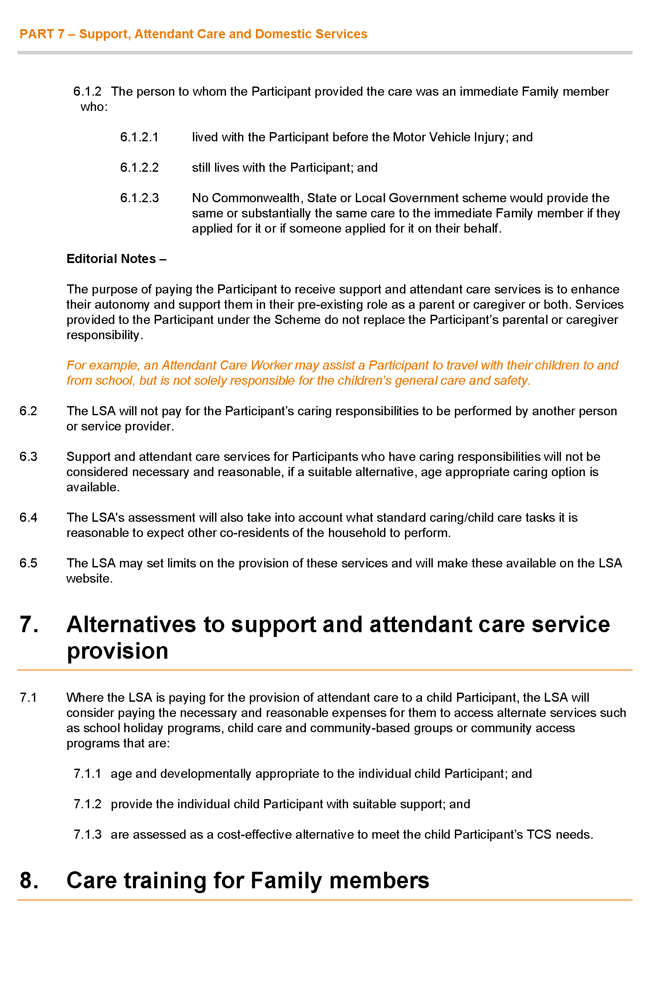 PART 7 – Support, Attendant Care and Domestic Services
6.1.2 The person to whom the Participant provided the care was an immediate Family member
who:
6.1.2.1 lived with the Participant before the Motor Vehicle Injury; and
6.1.2.2 still lives with the Participant; and
6.1.2.3 No Commonwealth, State or Local Government scheme would provide the
same or substantially the same care to the immediate Family member if they
applied for it or if someone applied for it on their behalf.
Editorial Notes –
The purpose of paying the Participant to receive support and attendant care services is to enhance
their autonomy and support them in their pre-existing role as a parent or caregiver or both. Services
provided to the Participant under the Scheme do not replace the Participant’s parental or caregiver
responsibility.
For example, an Attendant Care Worker may assist a Participant to travel with their children to and
from school, but is not solely responsible for the children’s general care and safety.
6.2 The LSA will not pay for the Participant’s caring responsibilities to be performed by another person
or service provider.
6.3 Support and attendant care services for Participants who have caring responsibilities will not be
considered necessary and reasonable, if a suitable alternative, age appropriate caring option is
available.
6.4 The LSA's assessment will also take into account what standard caring/child care tasks it is
reasonable to expect other co-residents of the household to perform.
6.5 The LSA may set limits on the provision of these services and will make these available on the LSA
website.
7. Alternatives to support and attendant care service
provision
7.1 Where the LSA is paying for the provision of attendant care to a child Participant, the LSA will
consider paying the necessary and reasonable expenses for them to access alternate services such
as school holiday programs, child care and community-based groups or community access
programs that are:
7.1.1 age and developmentally appropriate to the individual child Participant; and
7.1.2 provide the individual child Participant with suitable support; and
7.1.3 are assessed as a cost-effective alternative to meet the child Participant’s TCS needs.
8. Care training for Family members